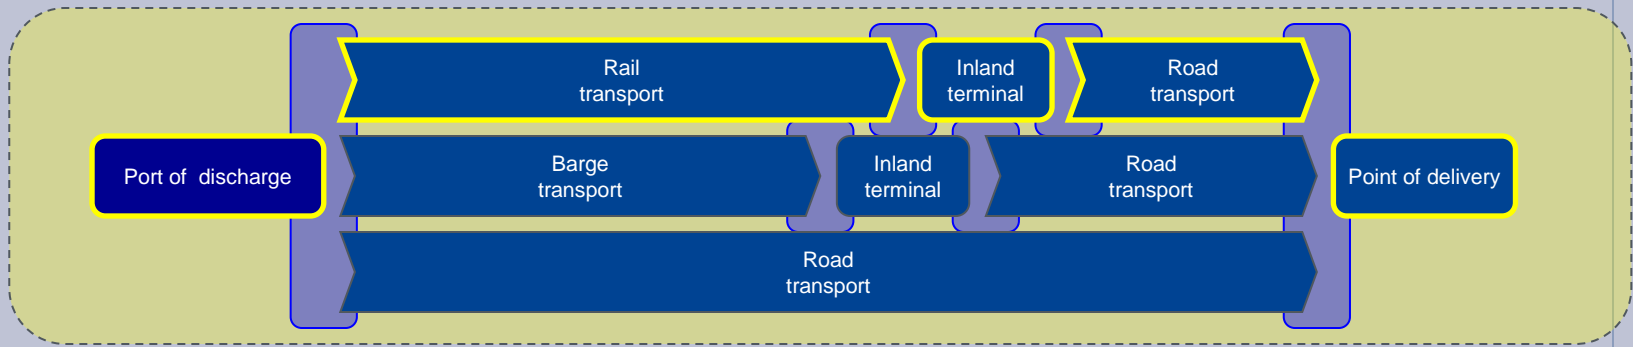 Rail
transport
Inland
terminal
Road
transport
Port of  discharge
Barge
transport
Inland
terminal
Road
transport
Point of delivery
Road
transport